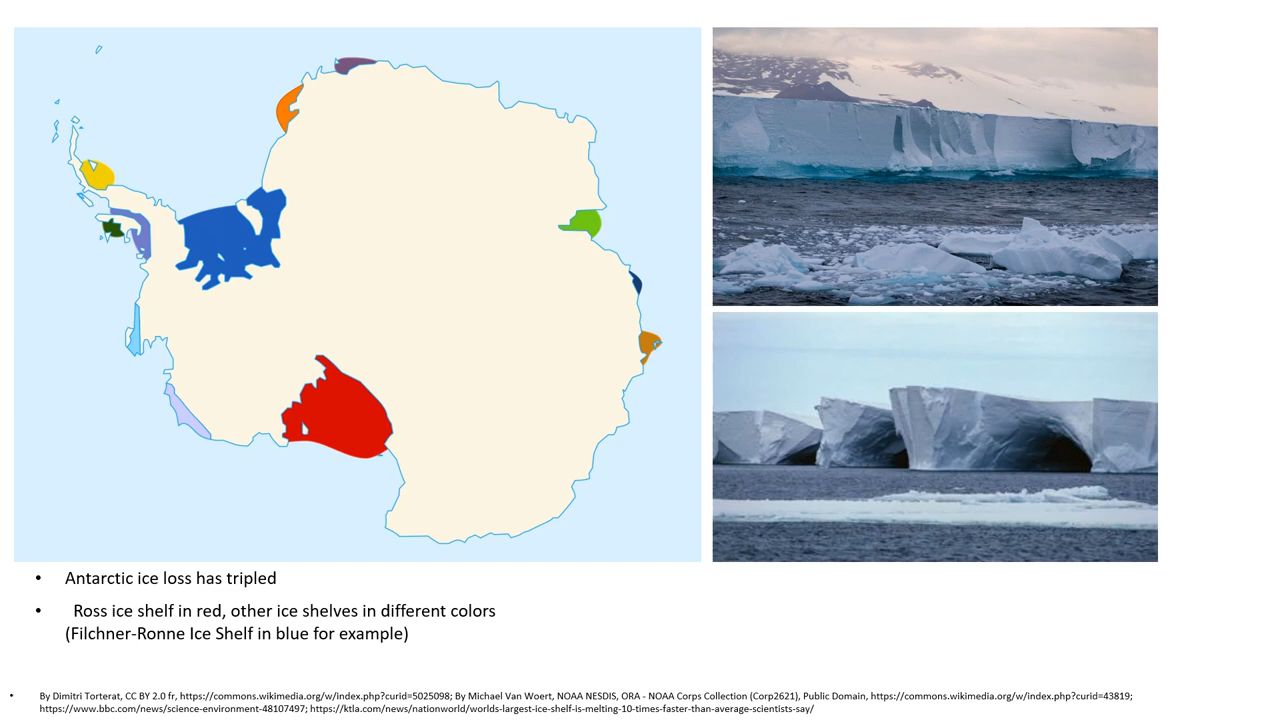 • Antarctic ice loss has tripled
• Ross ice shelf in red, other ice shelves in different colors
(Filchner-Ronne Ice Shelf in blue for example)
• By Dimitri Torterat, CC BY 2.0 fr, https://commons.wikimedia.org/w/index.php?curid=5025098; By Michael Van Woert, NOAA NESDIS, ORA - NOAA Corps Collection (Corp2621), Public Domain, https://commons.wikimedia.org/w/index.php?curid=43819;
https://www.bbc.com/news/science-environment-48107497; https://ktla.com/news/nationworld/worlds-largest-ice-shelf-is-melting-10-times-faster-than-average-scientists-say/